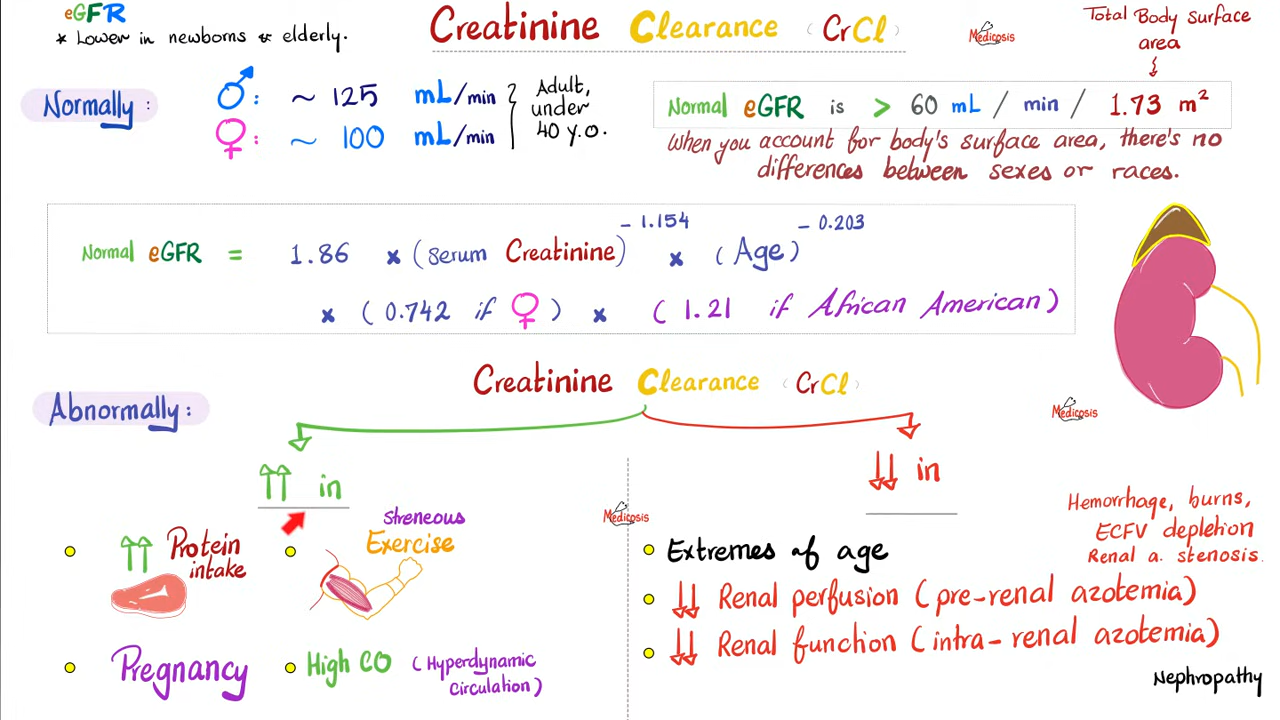 eGFR
* Lower in newborns & elderly.
Creatinine Clearance (CrCl)
Medicosis
Total Body Surface
area
Normally:
♂: ~ 125 mL/min
♀: ~ 100 mL/min
Adult,
under
40 y.o.
Normal eGFR is > 60 mL / min / 1.73 m²
When you account for body's surface area, there's no
differences between sexes or races.
Normal eGFR = 1.86 × (Serum Creatinine)^-1.154 × (Age)^-0.203
× (0.742 if ♀) × (1.21 if African American)
Creatinine Clearance (CrCl)
Abnormally:
Medicosis
↑↑ in
↓↓ in
Medicosis
Hemorrhage, burns,
ECFV depletion
Renal a. stenosis.
↑↑ Protein
intake
Streneous
Exercise
Pregnancy
High CO (Hyperdynamic
Circulation)
Extremes of age
↓↓ Renal perfusion (pre-renal azotemia)
↓↓ Renal function (intra-renal azotemia)
Nephropathy